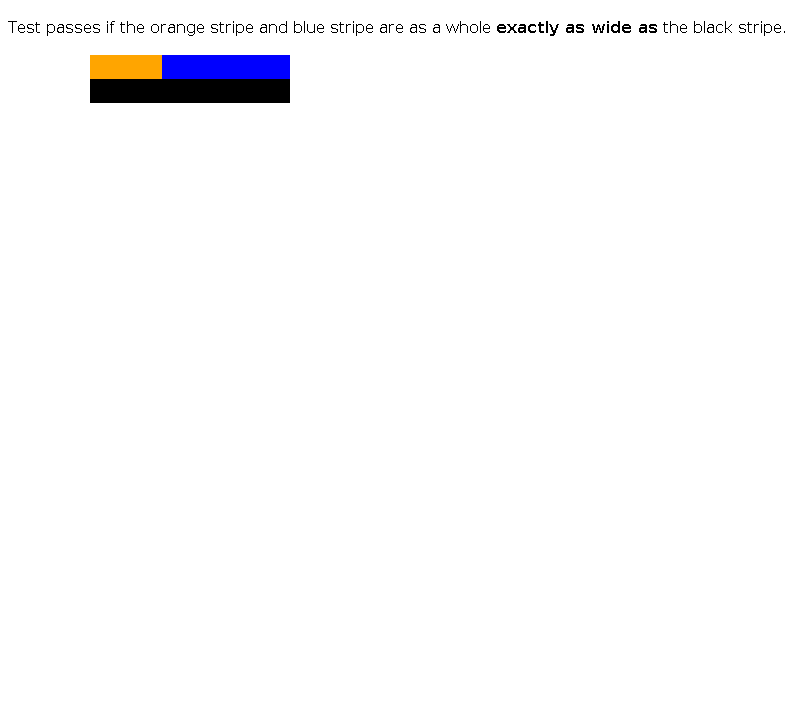 Test passes if the orange stripe and blue stripe are as a whole exactly as wide as the black stripe.